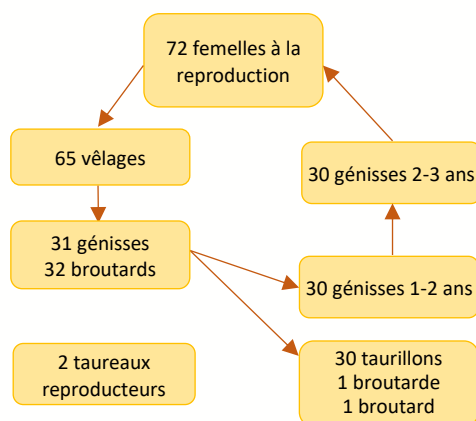 72 femelles à la
reproduction
65 vêlages
30 génisses 2-3 ans
31 génisses
32 broutards
30 génisses 1-2 ans
2 taureaux
reproducteurs
30 taurillons
1 broutarde
1 broutard